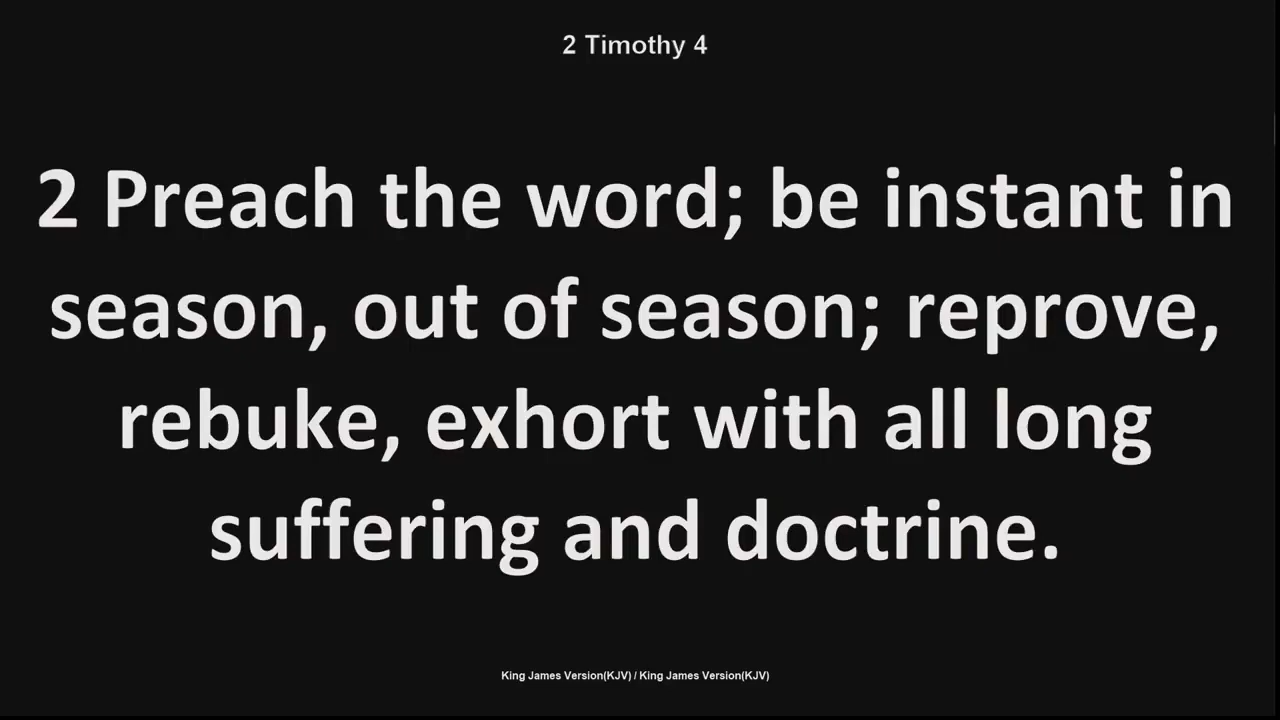 2 Timothy 4
2 Preach the word; be instant in
season, out of season; reprove,
rebuke, exhort with all long
suffering and doctrine.
King James Version(KJV) / King James Version(KJV)